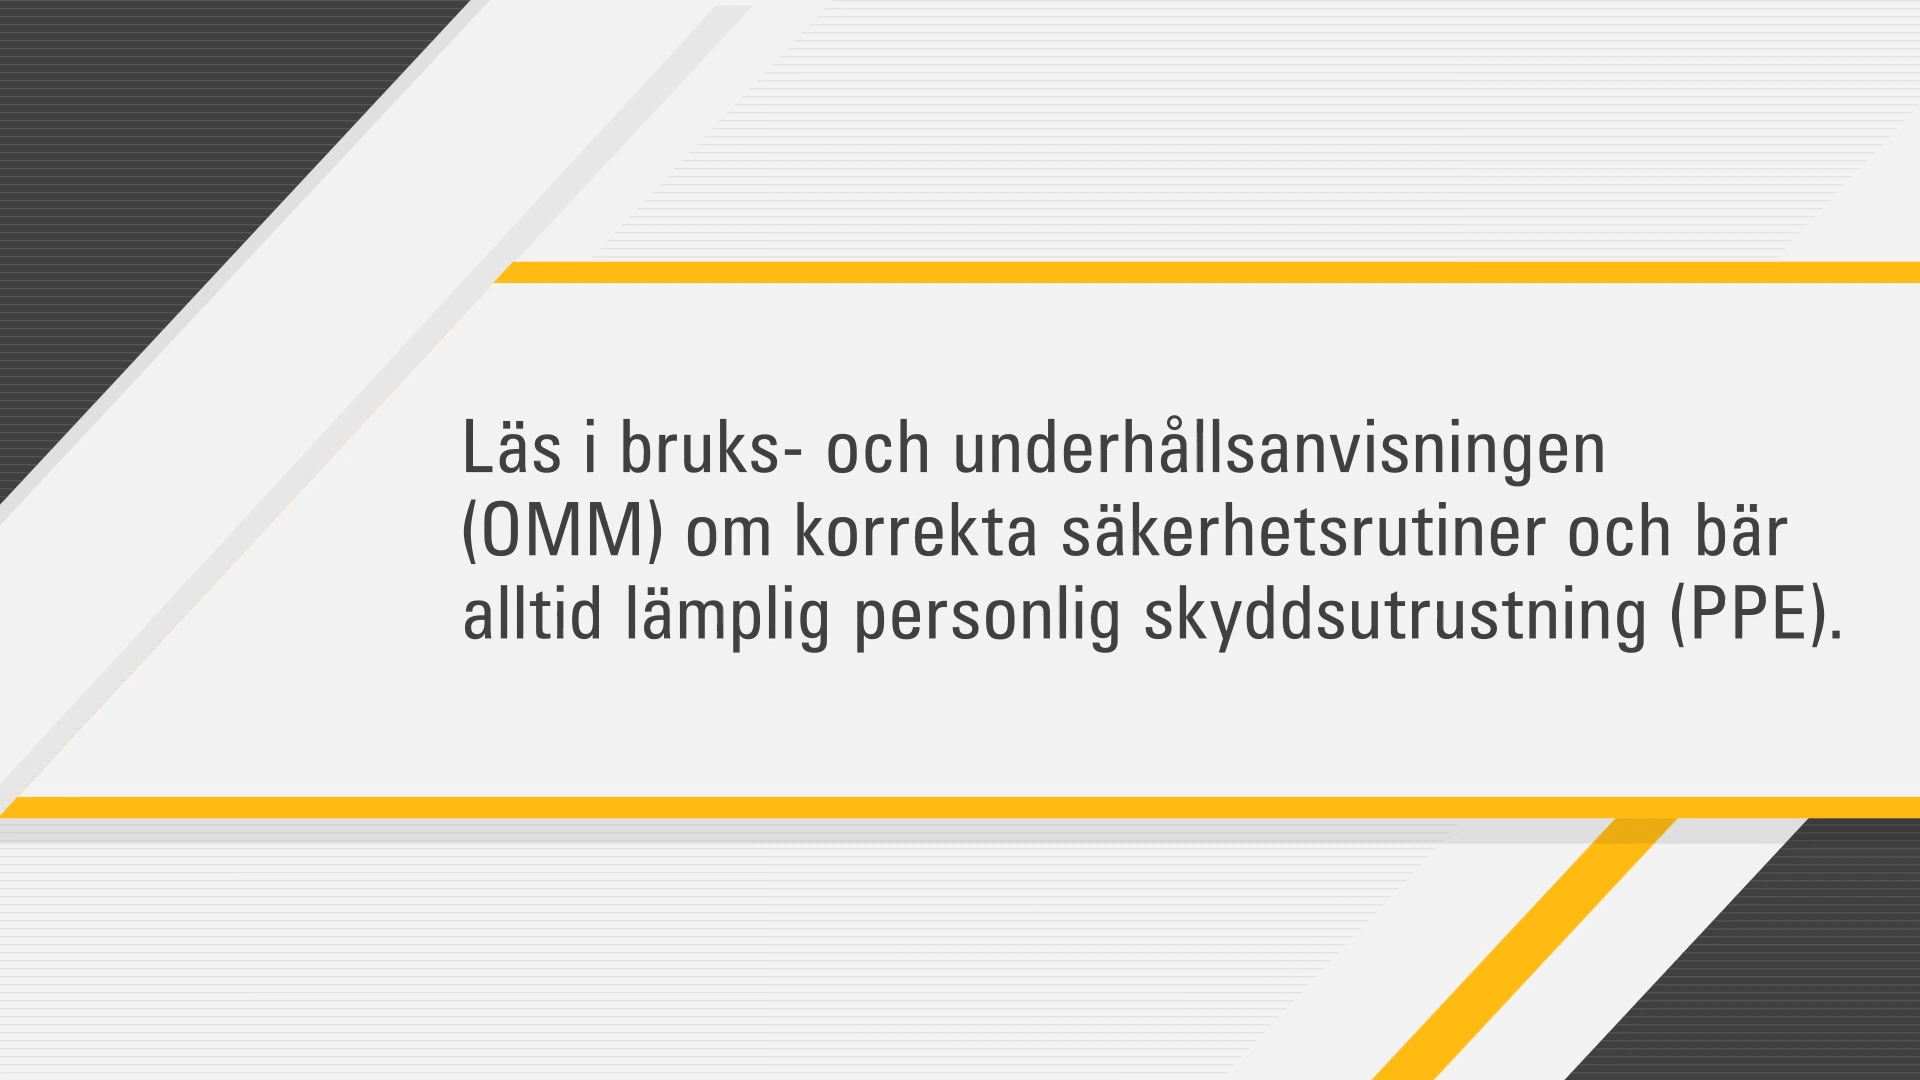 Läs i bruks- och underhållsanvisningen
(OMM) om korrekta säkerhetsrutiner och bär
alltid lämplig personlig skyddsutrustning (PPE).